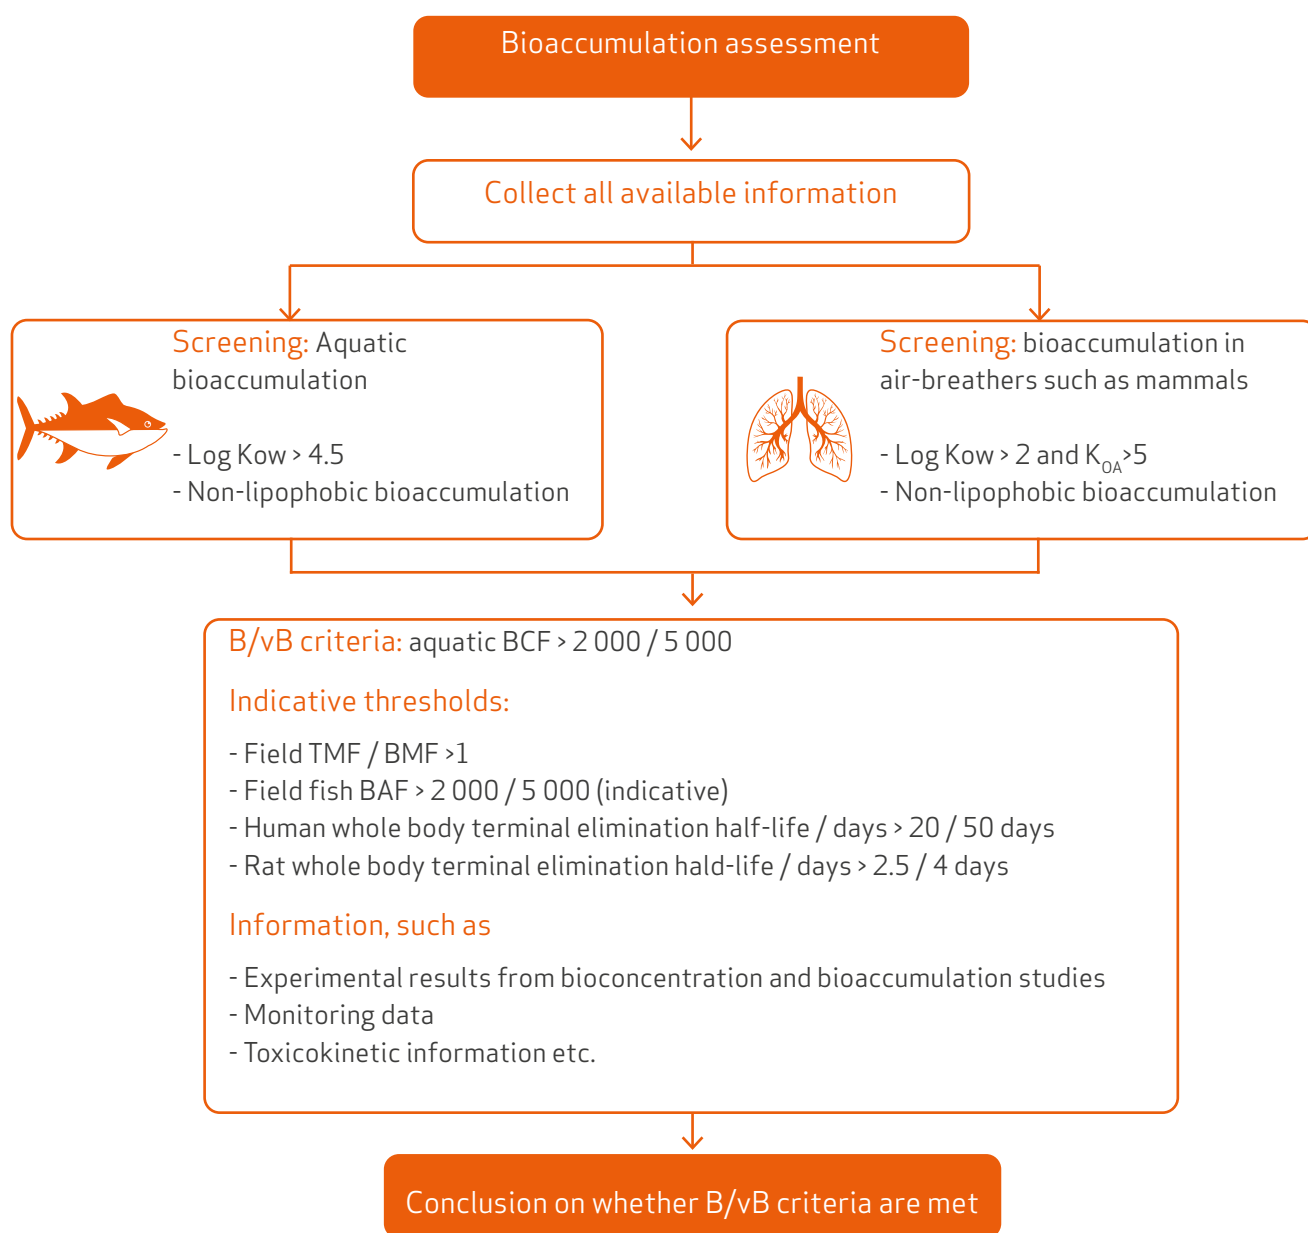 Bioaccumulation assessment
Collect all available information
Screening: Aquatic
bioaccumulation
- Log Kow > 4.5
- Non-lipophobic bioaccumulation
Screening: bioaccumulation in
air-breathers such as mammals
- Log Kow > 2 and K_OA>5
- Non-lipophobic bioaccumulation
B/vB criteria: aquatic BCF > 2 000 / 5 000
Indicative thresholds:
- Field TMF / BMF >1
- Field fish BAF > 2 000 / 5 000 (indicative)
- Human whole body terminal elimination half-life / days > 20 / 50 days
- Rat whole body terminal elimination hald-life / days > 2.5 / 4 days
Information, such as
- Experimental results from bioconcentration and bioaccumulation studies
- Monitoring data
- Toxicokinetic information etc.
Conclusion on whether B/vB criteria are met